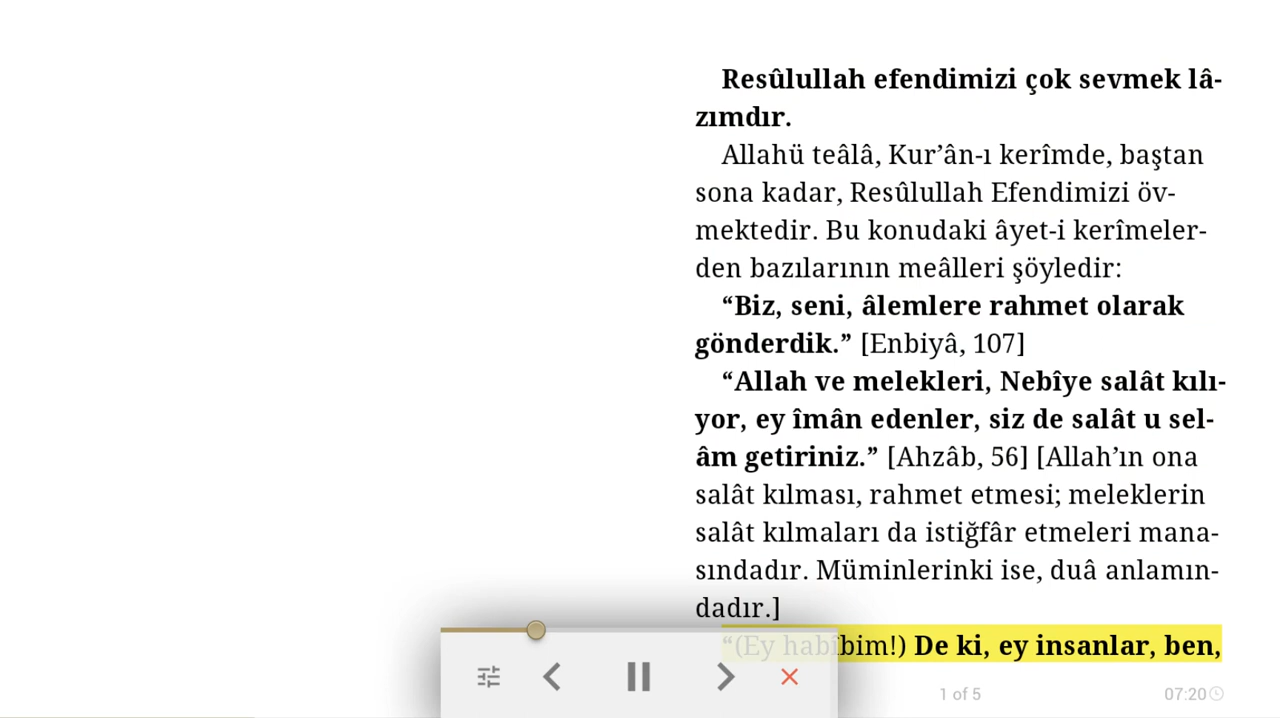 Resûlullah efendimizi çok sevmek lâ-
zımdır.
Allahü teâlâ, Kur’ân-ı kerîmde, baştan
sona kadar, Resûlullah Efendimizi öv-
mektedir. Bu konudaki âyet-i kerîmeler-
den bazılarının meâlleri şöyledir:
“Biz, seni, âlemlere rahmet olarak
gönderdik.” [Enbiyâ, 107]
“Allah ve melekleri, Nebîye salât kılı-
yor, ey îmân edenler, siz de salât u sel-
âm getiriniz.” [Ahzâb, 56] [Allah’ın ona
salât kılması, rahmet etmesi; meleklerin
salât kılmaları da istiğfâr etmeleri mana-
sındadır. Müminlerinki ise, duâ anlamın-
dadır.]
“(Ey habîbim!) De ki, ey insanlar, ben,
1 of 5
07:20